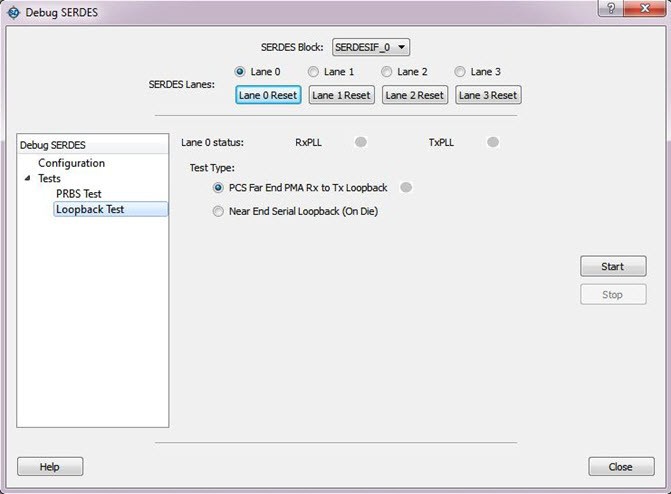 Debug SERDES
SERDES Block: SERDESIF_0
Lane 0 Lane 1 Lane 2 Lane 3
SERDES Lanes:
Lane 0 Reset Lane 1 Reset Lane 2 Reset Lane 3 Reset
Debug SERDES
Configuration
Tests
PRBS Test
Loopback Test
Lane 0 status: RxPLL TxPLL
Test Type:
PCS Far End PMA Rx to Tx Loopback
Near End Serial Loopback (On Die)
Start
Stop
Help Close